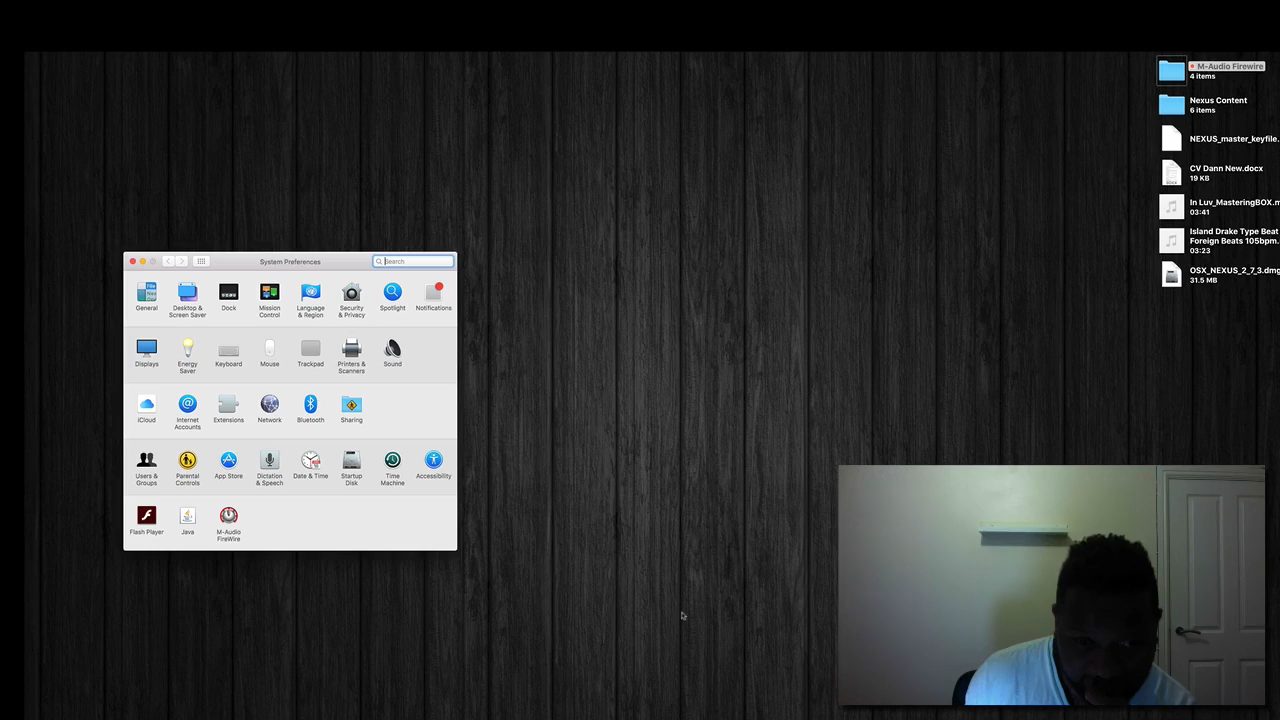 System Preferences
Search
General
Desktop &
Screen Saver
Dock
Mission
Control
Language
& Region
Security
& Privacy
Spotlight
Notifications
Displays
Energy
Saver
Keyboard
Mouse
Trackpad
Printers &
Scanners
Sound
iCloud
Internet
Accounts
Extensions
Network
Bluetooth
Sharing
Users &
Groups
Parental
Controls
App Store
Dictation
& Speech
Date & Time
Startup
Disk
Time
Machine
Accessibility
Flash Player
Java
M-Audio
FireWire
M-Audio Firewire
4 items
Nexus Content
6 items
NEXUS_master_keyfile.
CV Dann New.docx
19 KB
In Luv_MasteringBOX.m
03:41
Island Drake Type Beat
Foreign Beats 105bpm.
03:23
OSX_NEXUS_2_7_3.dmg
31.5 MB